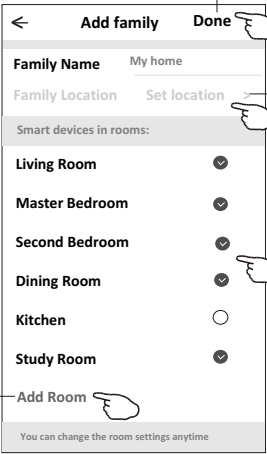 Add family Done
Family Name My home
Family Location Set location >
Smart devices in rooms:
Living Room
Master Bedroom
Second Bedroom
Dining Room
Kitchen
Study Room
Add Room
You can change the room settings anytime